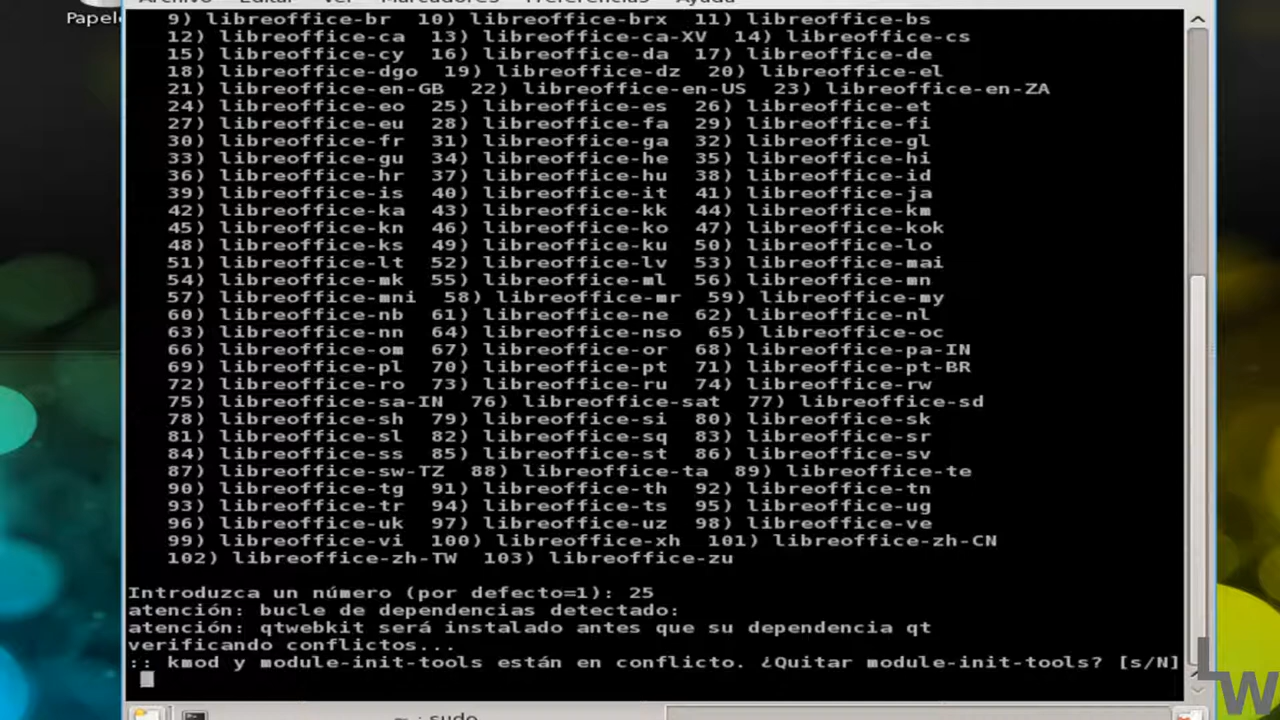 Archivo Editar Ver Marcadores Preferencias Ayuda
Papel
9) libreoffice-br 10) libreoffice-brx 11) libreoffice-bs
12) libreoffice-ca 13) libreoffice-ca-XV 14) libreoffice-cs
15) libreoffice-cy 16) libreoffice-da 17) libreoffice-de
18) libreoffice-dgo 19) libreoffice-dz 20) libreoffice-el
21) libreoffice-en-GB 22) libreoffice-en-US 23) libreoffice-en-ZA
24) libreoffice-eo 25) libreoffice-es 26) libreoffice-et
27) libreoffice-eu 28) libreoffice-fa 29) libreoffice-fi
30) libreoffice-fr 31) libreoffice-ga 32) libreoffice-gl
33) libreoffice-gu 34) libreoffice-he 35) libreoffice-hi
36) libreoffice-hr 37) libreoffice-hu 38) libreoffice-id
39) libreoffice-is 40) libreoffice-it 41) libreoffice-ja
42) libreoffice-ka 43) libreoffice-kk 44) libreoffice-km
45) libreoffice-kn 46) libreoffice-ko 47) libreoffice-kok
48) libreoffice-ks 49) libreoffice-ku 50) libreoffice-lo
51) libreoffice-lt 52) libreoffice-lv 53) libreoffice-mai
54) libreoffice-mk 55) libreoffice-ml 56) libreoffice-mn
57) libreoffice-mni 58) libreoffice-mr 59) libreoffice-my
60) libreoffice-nb 61) libreoffice-ne 62) libreoffice-nl
63) libreoffice-nn 64) libreoffice-nso 65) libreoffice-oc
66) libreoffice-om 67) libreoffice-or 68) libreoffice-pa-IN
69) libreoffice-pl 70) libreoffice-pt 71) libreoffice-pt-BR
72) libreoffice-ro 73) libreoffice-ru 74) libreoffice-rw
75) libreoffice-sa-IN 76) libreoffice-sat 77) libreoffice-sd
78) libreoffice-sh 79) libreoffice-si 80) libreoffice-sk
81) libreoffice-sl 82) libreoffice-sq 83) libreoffice-sr
84) libreoffice-ss 85) libreoffice-st 86) libreoffice-sv
87) libreoffice-sw-TZ 88) libreoffice-ta 89) libreoffice-te
90) libreoffice-tg 91) libreoffice-th 92) libreoffice-tn
93) libreoffice-tr 94) libreoffice-ts 95) libreoffice-ug
96) libreoffice-uk 97) libreoffice-uz 98) libreoffice-ve
99) libreoffice-vi 100) libreoffice-xh 101) libreoffice-zh-CN
102) libreoffice-zh-TW 103) libreoffice-zu
Introduzca un número (por defecto=1): 25
atención: bucle de dependencias detectado:
atención: qtwebkit será instalado antes que su dependencia qt
verificando conflictos...
:: kmod y module-init-tools están en conflicto. ¿Quitar module-init-tools? [s/N]
~ : sudo
LW